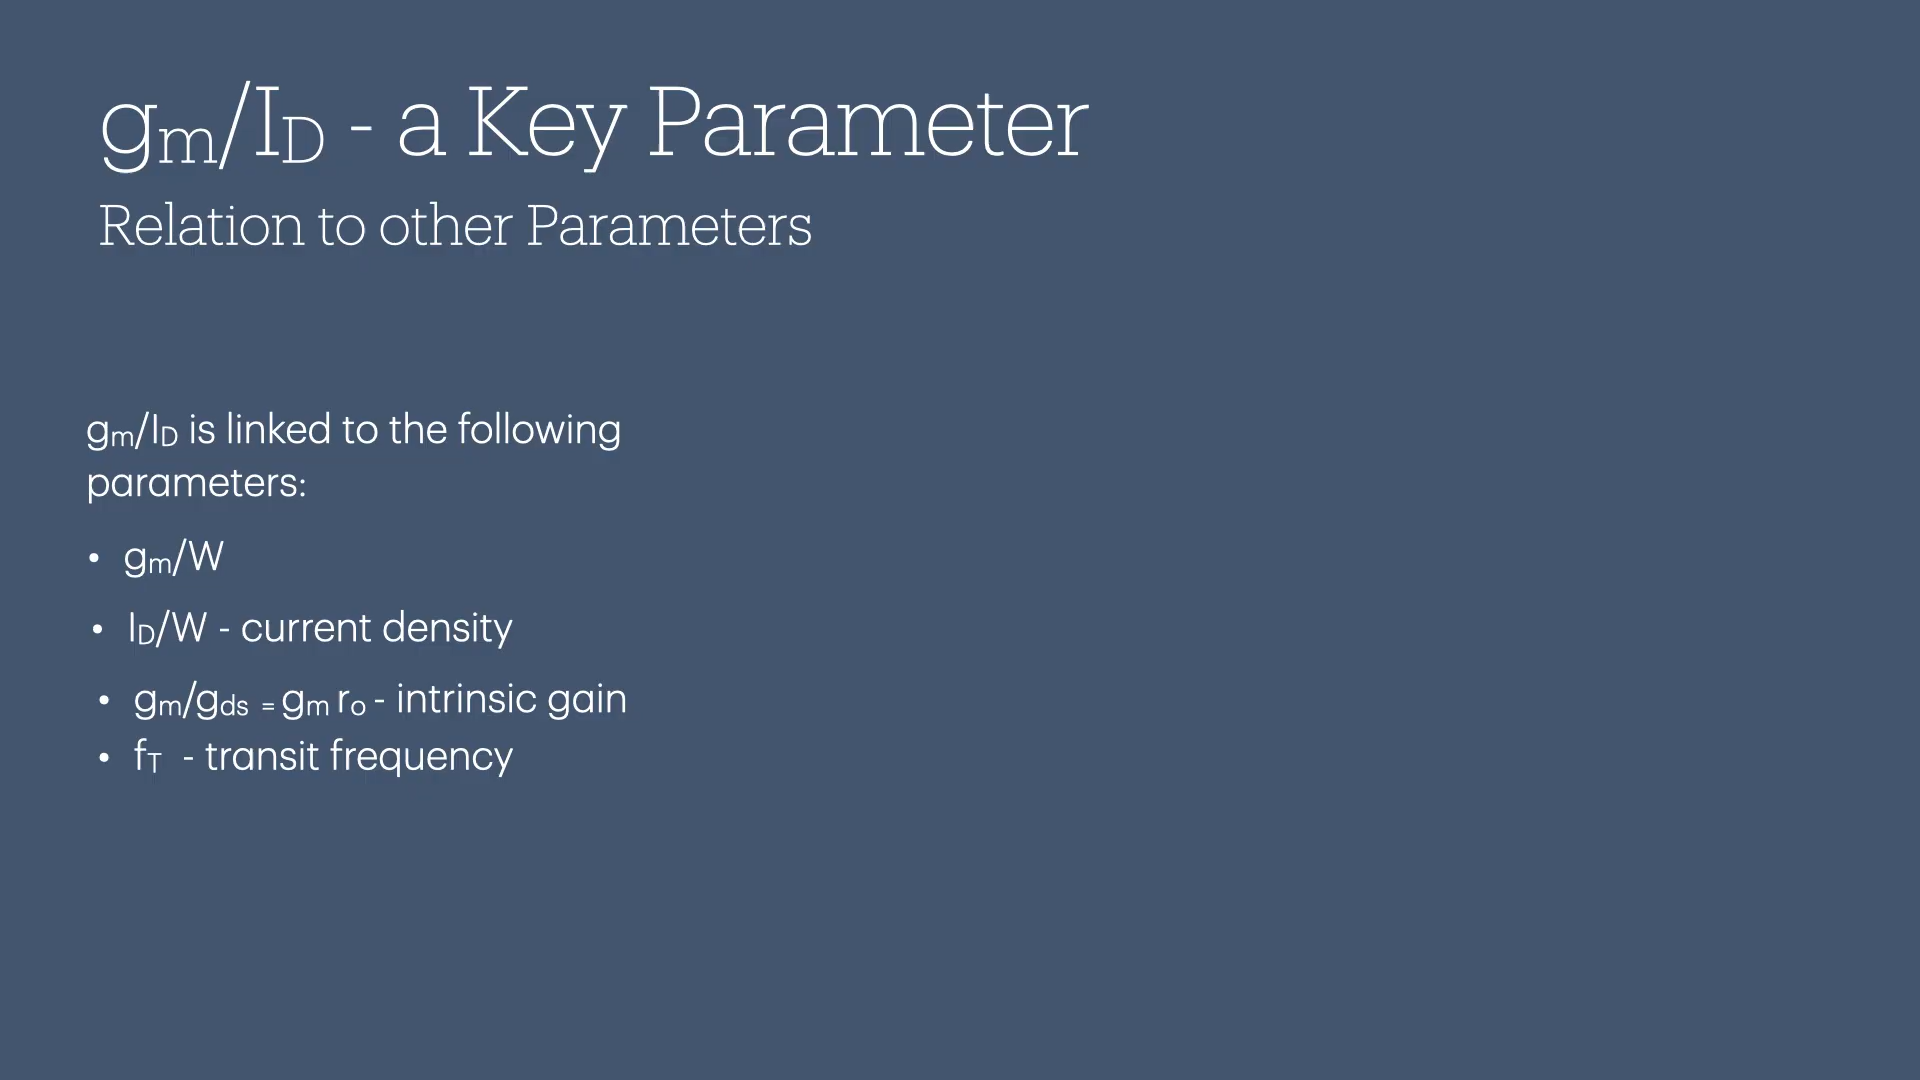 gm/ID - a Key Parameter
Relation to other Parameters
gm/ID is linked to the following
parameters:
• gm/W
• ID/W - current density
• gm/gds = gm ro - intrinsic gain
• fT - transit frequency